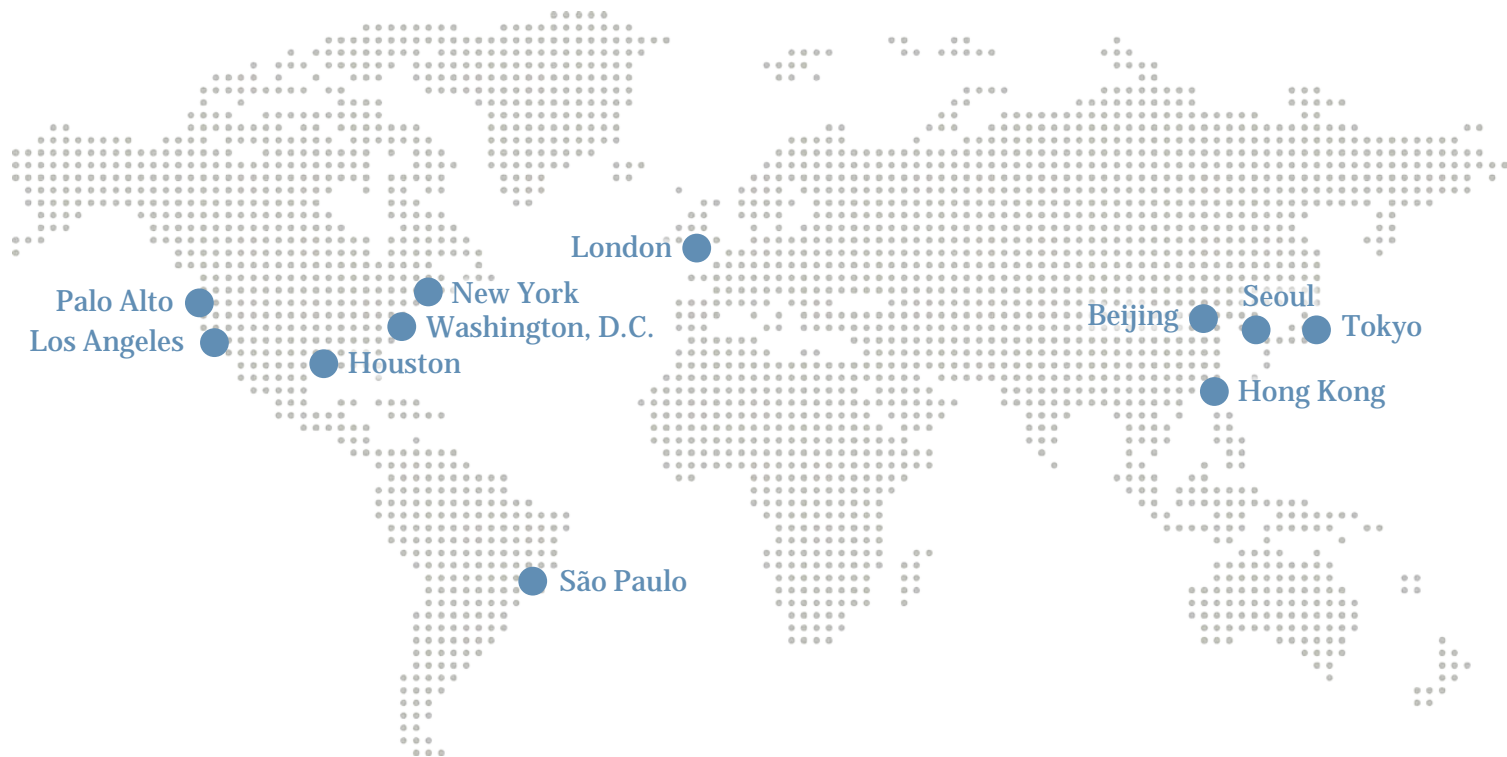 London
New York
Palo Alto
Washington, D.C.
Los Angeles
Houston
Seoul
Beijing
Tokyo
Hong Kong
São Paulo